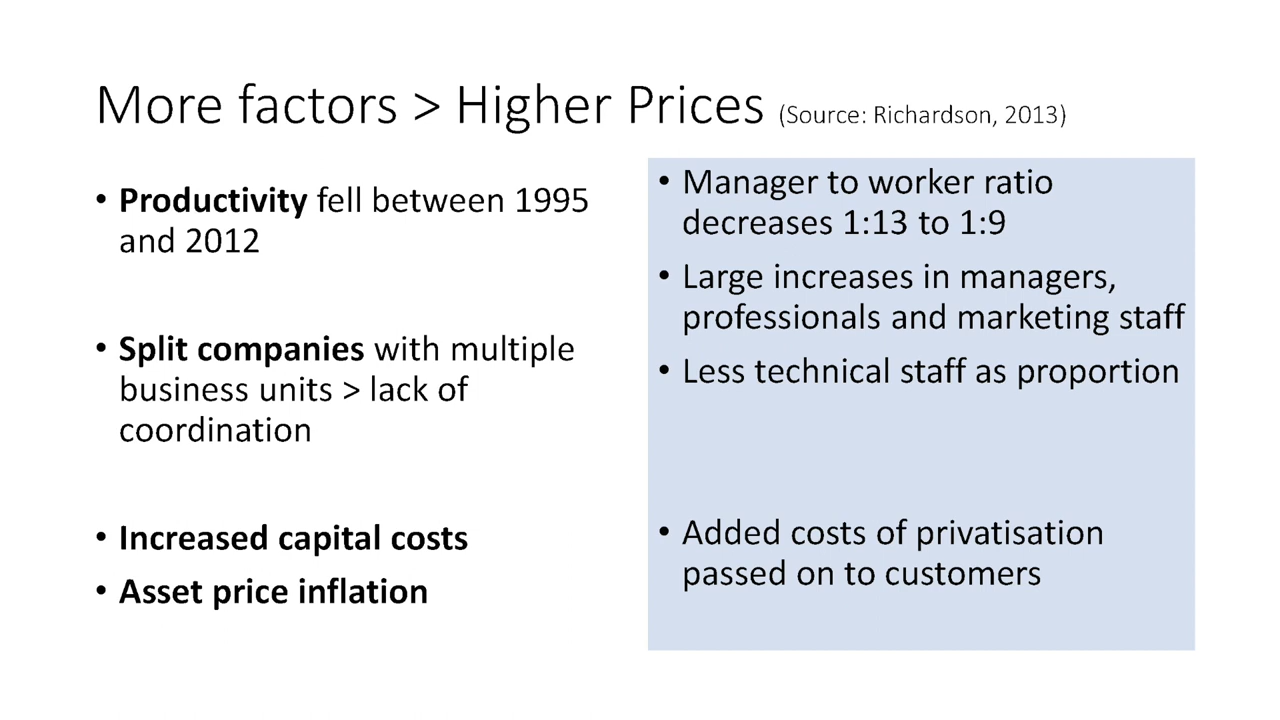 More factors > Higher Prices (Source: Richardson, 2013)
• Productivity fell between 1995
and 2012
• Split companies with multiple
business units > lack of
coordination
• Increased capital costs
• Asset price inflation
• Manager to worker ratio
decreases 1:13 to 1:9
• Large increases in managers,
professionals and marketing staff
• Less technical staff as proportion
• Added costs of privatisation
passed on to customers